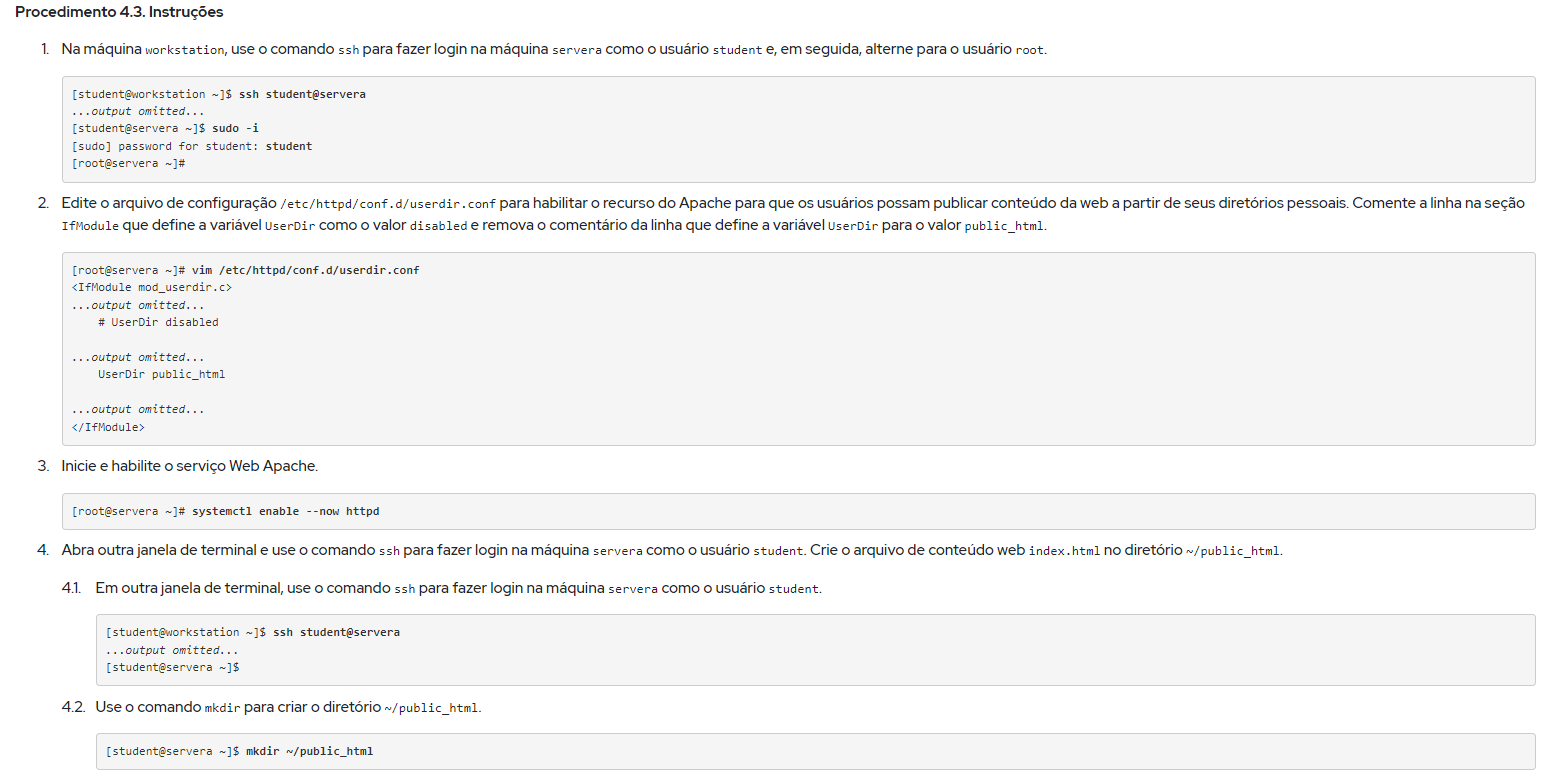 Procedimento 4.3. Instruções
1. Na máquina workstation, use o comando ssh para fazer login na máquina servera como o usuário student e, em seguida, alterne para o usuário root.
[student@workstation ~]$ ssh student@servera
...output omitted...
[student@servera ~]$ sudo -i
[sudo] password for student: student
[root@servera ~]#
2. Edite o arquivo de configuração /etc/httpd/conf.d/userdir.conf para habilitar o recurso do Apache para que os usuários possam publicar conteúdo da web a partir de seus diretórios pessoais. Comente a linha na seção
IfModule que define a variável UserDir como o valor disabled e remova o comentário da linha que define a variável UserDir para o valor public_html.
[root@servera ~]# vim /etc/httpd/conf.d/userdir.conf
<IfModule mod_userdir.c>
...output omitted...
    # UserDir disabled
...output omitted...
    UserDir public_html
...output omitted...
</IfModule>
3. Inicie e habilite o serviço Web Apache.
[root@servera ~]# systemctl enable --now httpd
4. Abra outra janela de terminal e use o comando ssh para fazer login na máquina servera como o usuário student. Crie o arquivo de conteúdo web index.html no diretório ~/public_html.
4.1. Em outra janela de terminal, use o comando ssh para fazer login na máquina servera como o usuário student.
[student@workstation ~]$ ssh student@servera
...output omitted...
[student@servera ~]$
4.2. Use o comando mkdir para criar o diretório ~/public_html.
[student@servera ~]$ mkdir ~/public_html